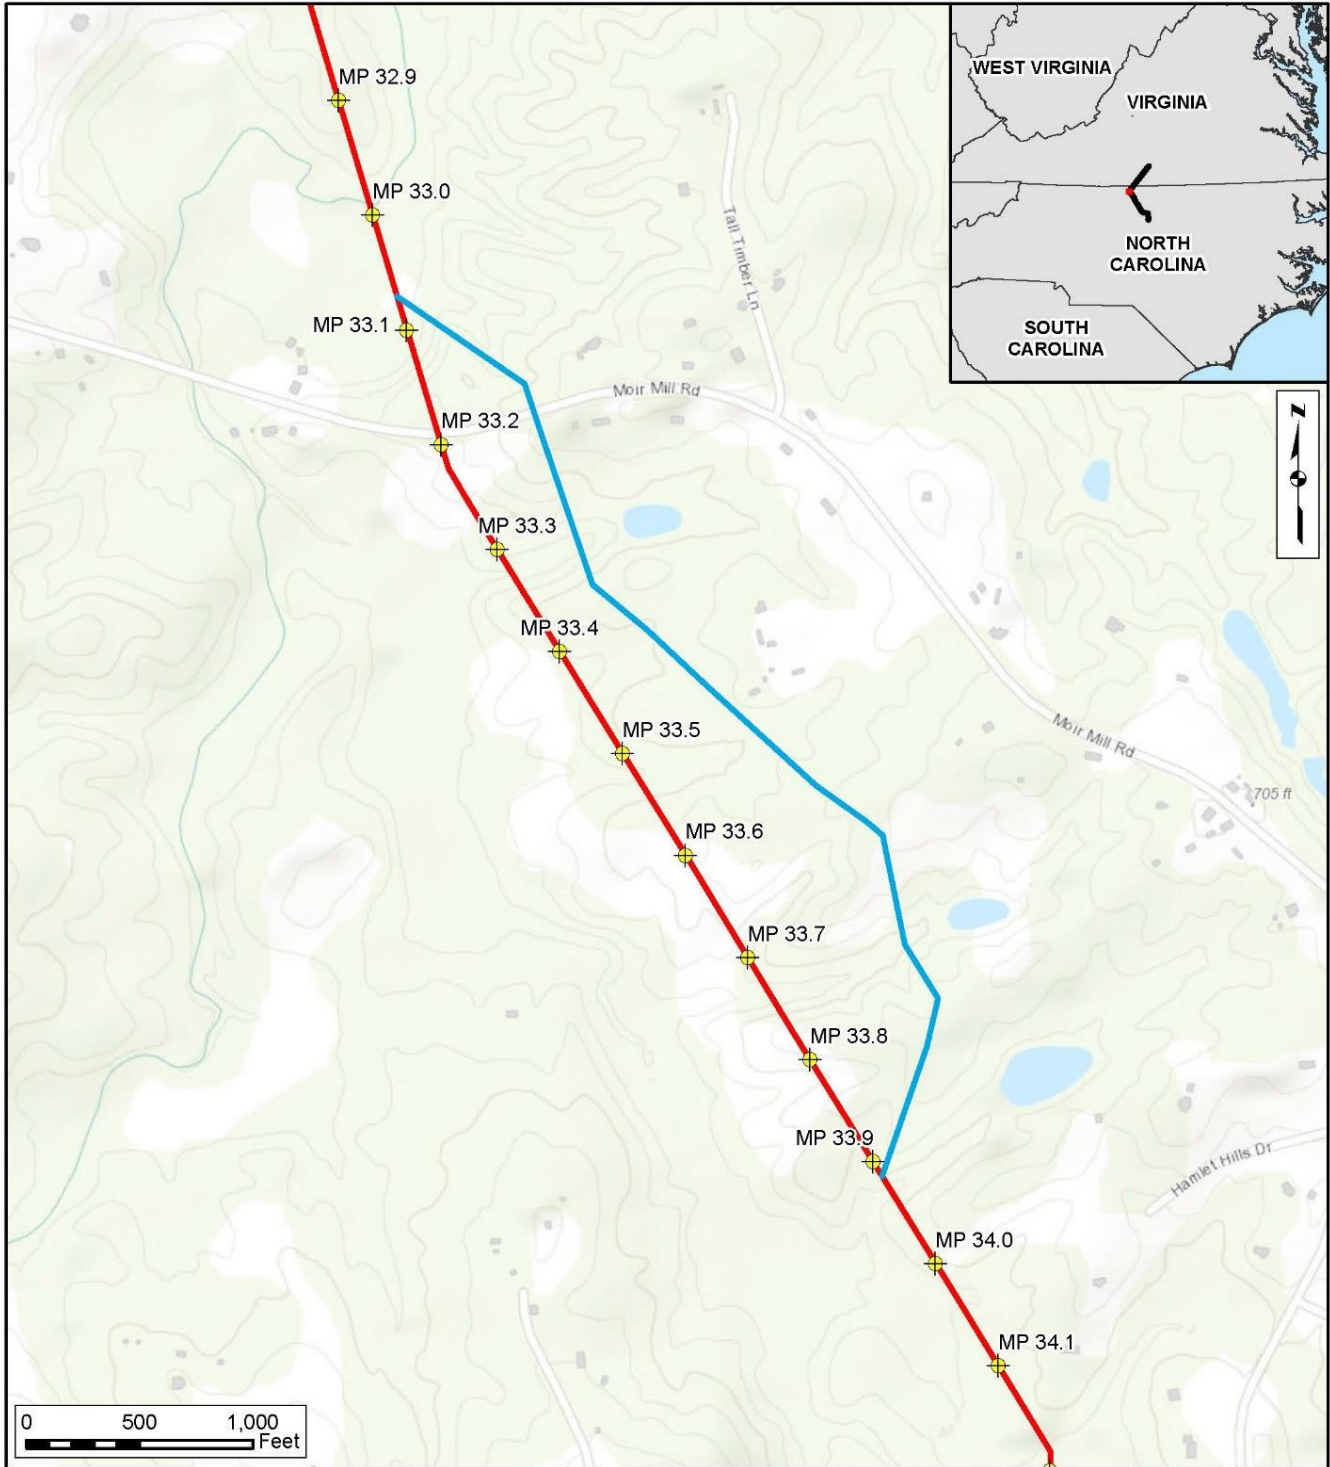 MP 32.9
WEST VIRGINIA
VIRGINIA
MP 33.0
Tall Timber Ln
NORTH
CAROLINA
MP 33.1
SOUTH
CAROLINA
Moir Mill Rd
MP 33.2
N
MP 33.3
MP 33.4
MP 33.5
Moir Mill Rd
705 ft
MP 33.6
MP 33.7
MP 33.8
MP 33.9
Hamlet Hills Dr
MP 34.0
MP 34.1
0 500 1,000
Feet